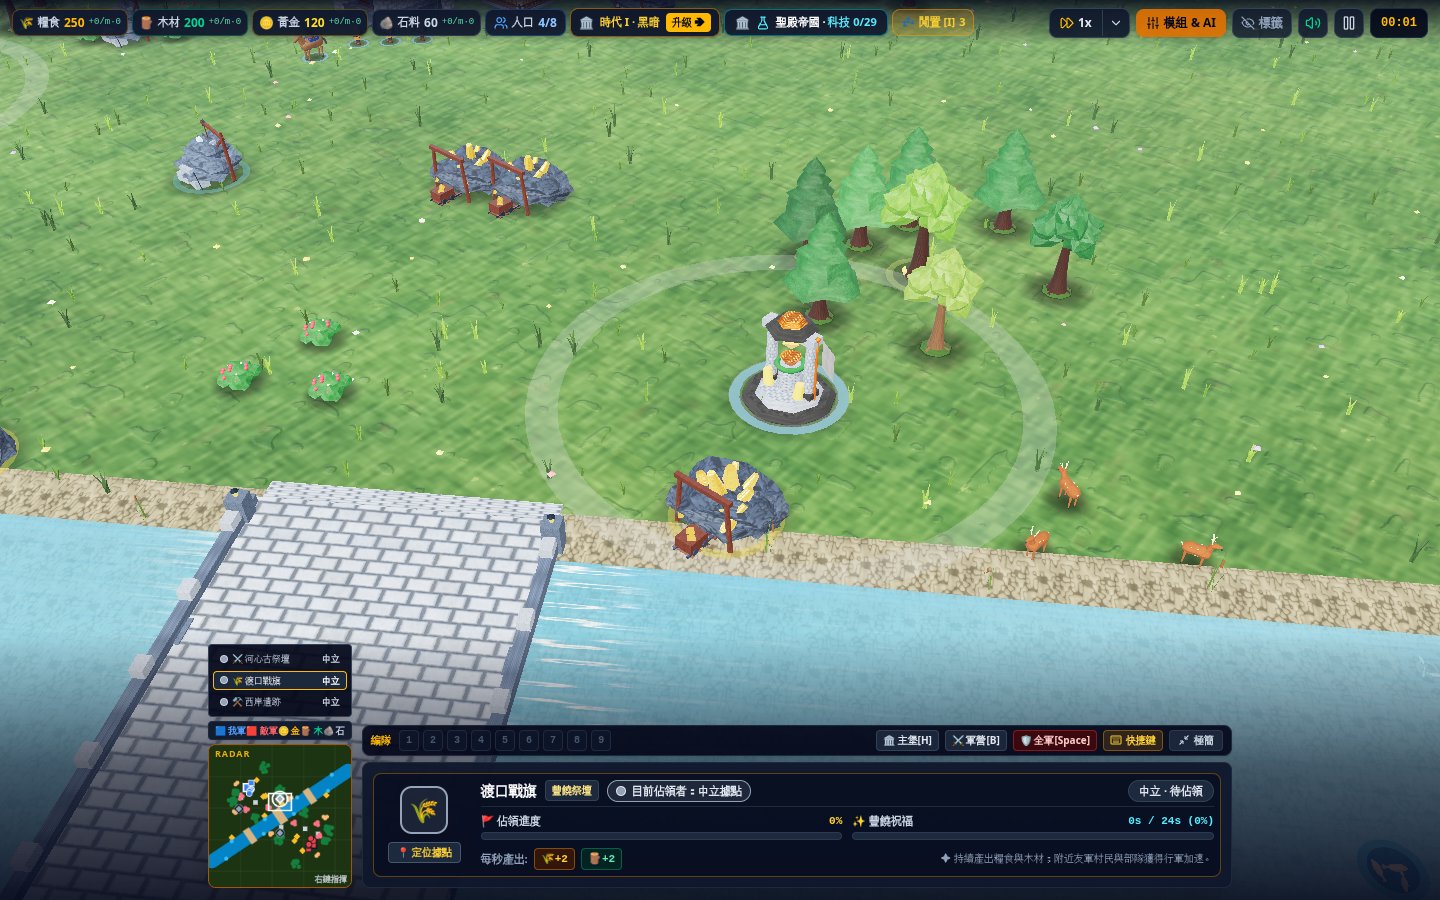 糧食 250 +0/m·0
木材 200 +0/m·0
黃金 120 +0/m·0
石料 60 +0/m·0
人口 4/8
時代 I · 黑暗 升級
聖殿帝國 · 科技 0/29
閒置 [I] 3
1x
模組 & AI
標籤
00:01
河心古祭壇 中立
渡口戰旗 中立
西岸遺跡 中立
我軍 敵軍 金 木 石
RADAR
右鍵指揮
編隊 1 2 3 4 5 6 7 8 9
主堡[H]
軍營[B]
全軍[Space]
快捷鍵
極簡
定位據點
渡口戰旗 豐饒祭壇 目前佔領者：中立據點
中立 · 待佔領
佔領進度 0%
豐饒祝福 0s / 24s (0%)
每秒產出: +2 +2
持續產出糧食與木材；附近友軍村民與部隊獲得行軍加速。